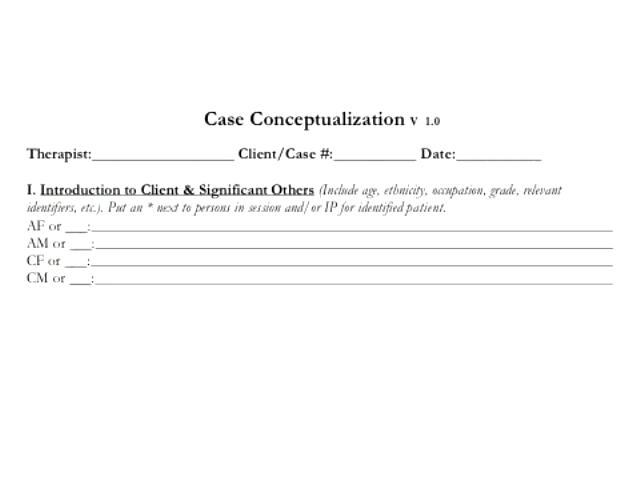 Case Conceptualization v 1.0
Therapist:___________________ Client/Case #:___________ Date:___________
I. Introduction to Client & Significant Others (Include age, ethnicity, occupation, grade, relevant
identifiers, etc.). Put an * next to persons in session and/or IP for identified patient.
AF or ___:
AM or ___:
CF or ___:
CM or ___: